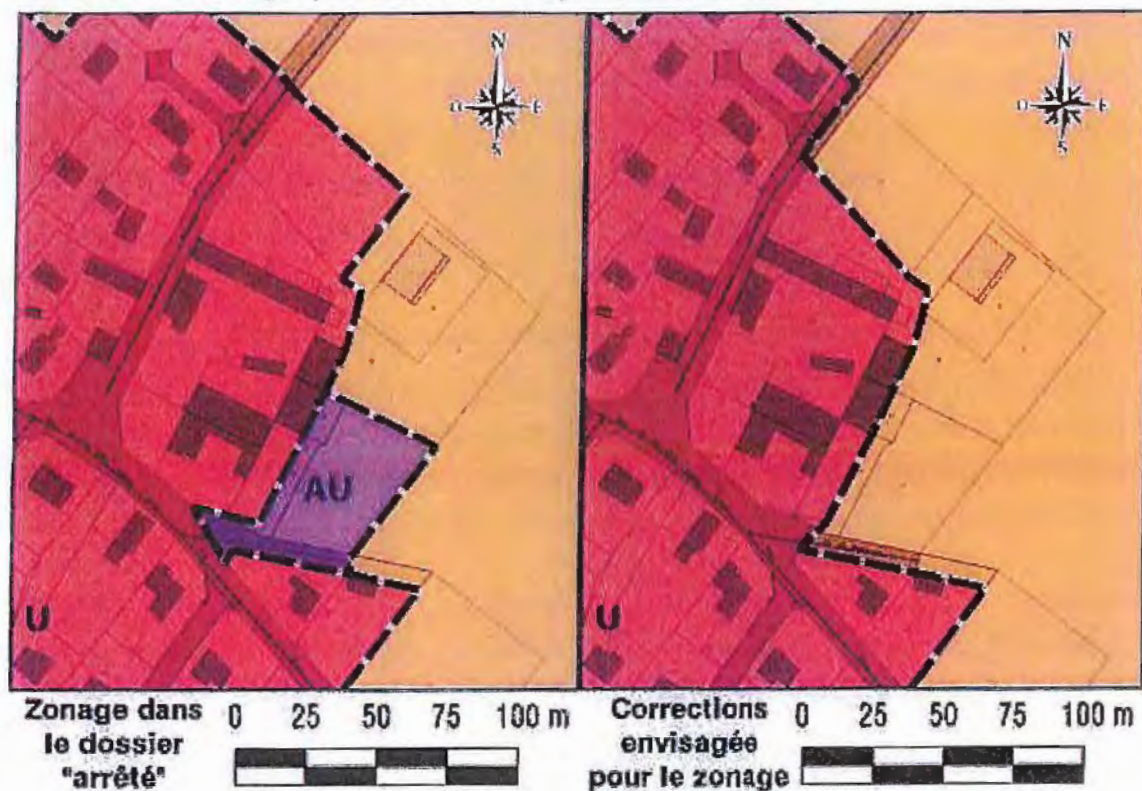 N
O E
S
AU
U
Zonage dans
le dossier
"arrêté"
0 25 50 75 100 m
N
O E
S
U
Corrections
envisagée
pour le zonage
0 25 50 75 100 m